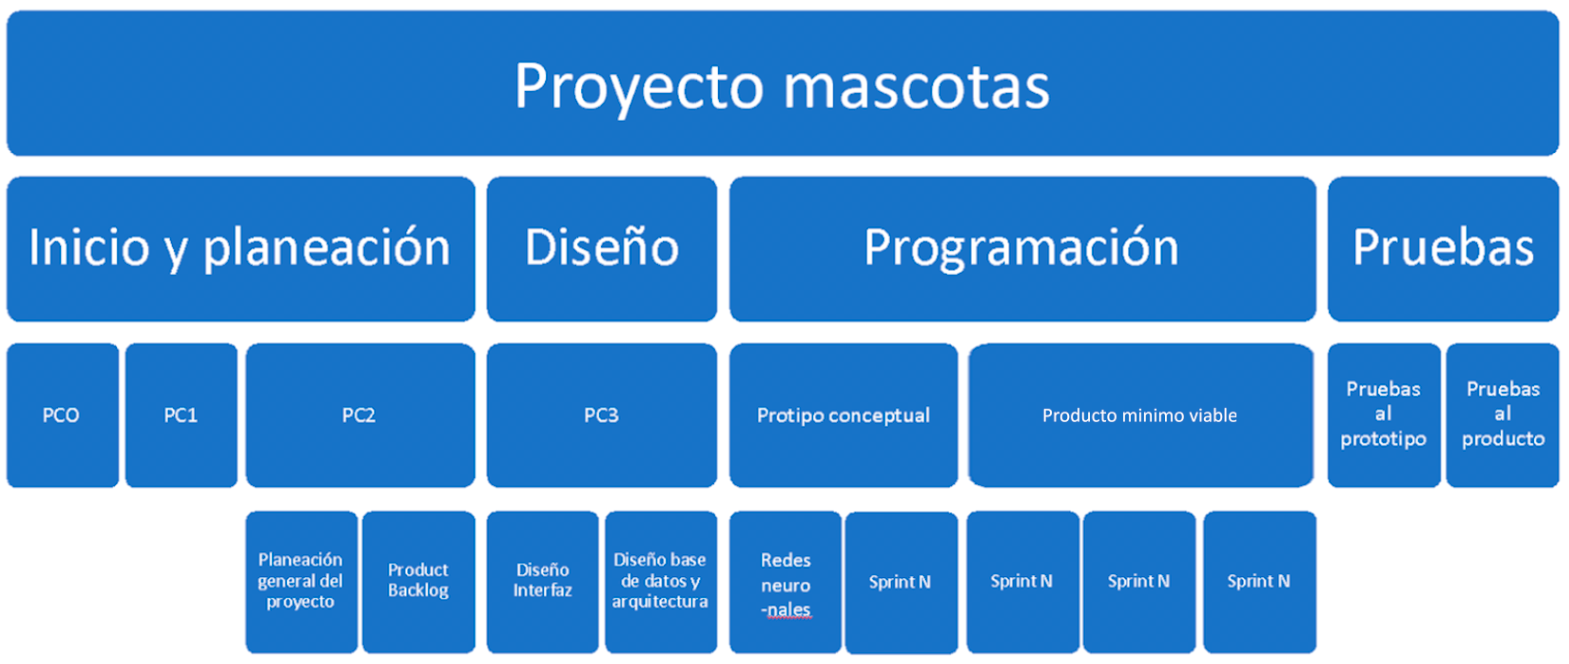 Proyecto mascotas
Inicio y planeación
Diseño
Programación
Pruebas
PCO
PC1
PC2
PC3
Protipo conceptual
Producto minimo viable
Pruebas
al
prototipo
Pruebas
al
producto
Planeación
general del
proyecto
Product
Backlog
Diseño
Interfaz
Diseño base
de datos y
arquitectura
Redes
neuro
-nales
Sprint N
Sprint N
Sprint N
Sprint N